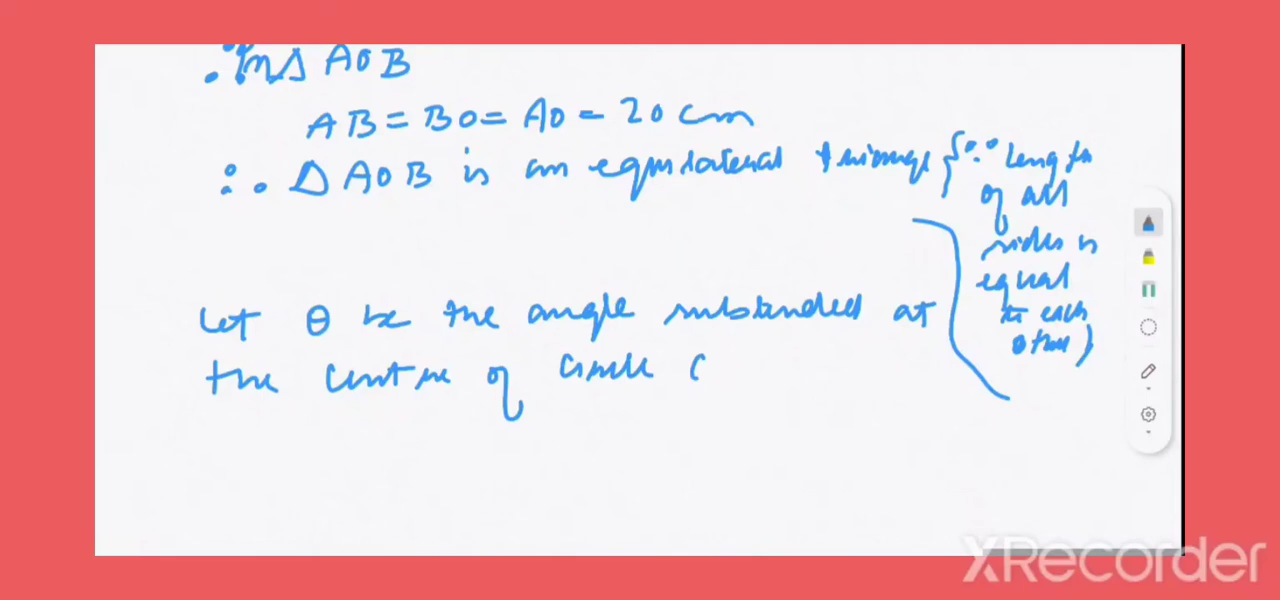 ∴ In Δ AOB
AB = BO = AO = 20 cm
∴ Δ AOB is an equilateral triangle {∵ Length
of all
sides is
equal
to each
other)
Let θ be the angle subtended at
the centre of circle (
XRecorder